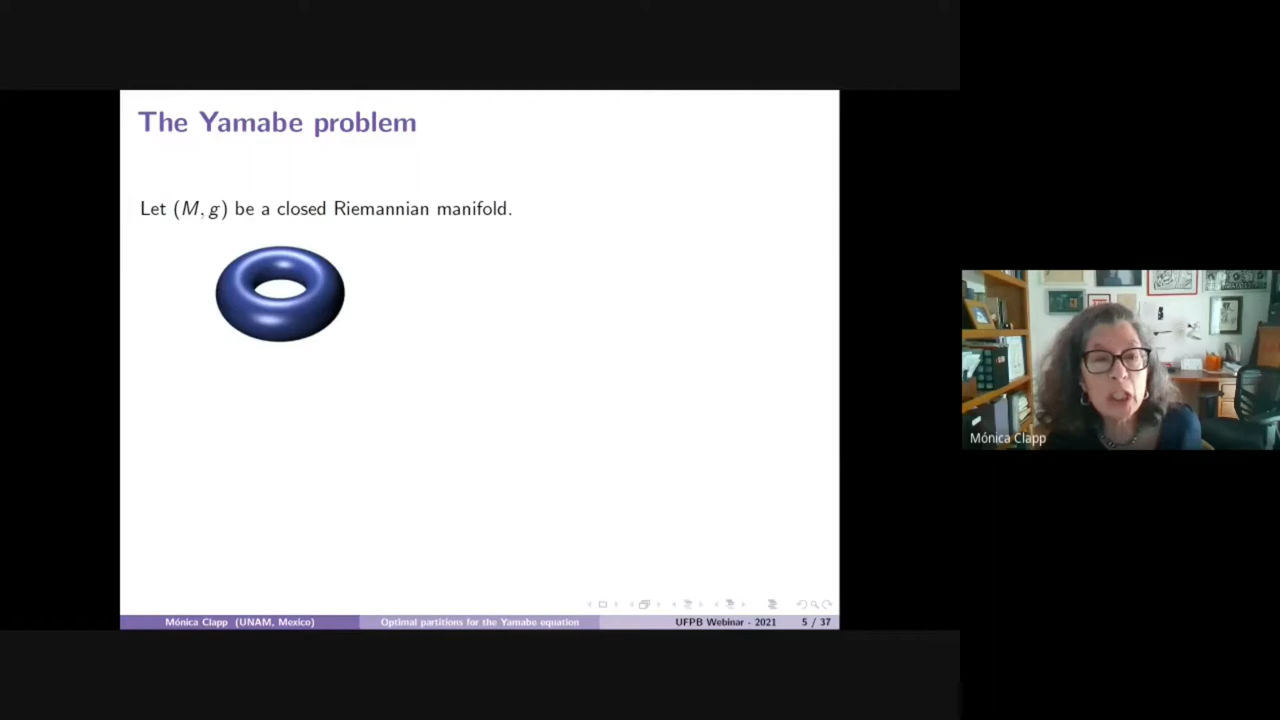 The Yamabe problem
Let (M, g) be a closed Riemannian manifold.
Mónica Clapp
Mónica Clapp (UNAM, Mexico) Optimal partitions for the Yamabe equation UFPB Webinar - 2021 5 / 37